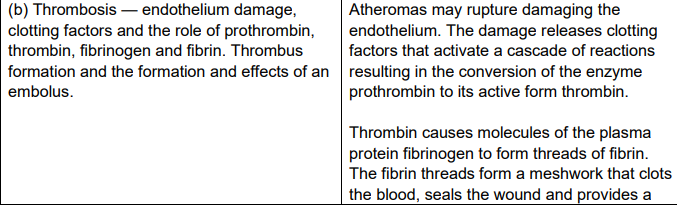 (b) Thrombosis — endothelium damage,
clotting factors and the role of prothrombin,
thrombin, fibrinogen and fibrin. Thrombus
formation and the formation and effects of an
embolus.
Atheromas may rupture damaging the
endothelium. The damage releases clotting
factors that activate a cascade of reactions
resulting in the conversion of the enzyme
prothrombin to its active form thrombin.
Thrombin causes molecules of the plasma
protein fibrinogen to form threads of fibrin.
The fibrin threads form a meshwork that clots
the blood, seals the wound and provides a